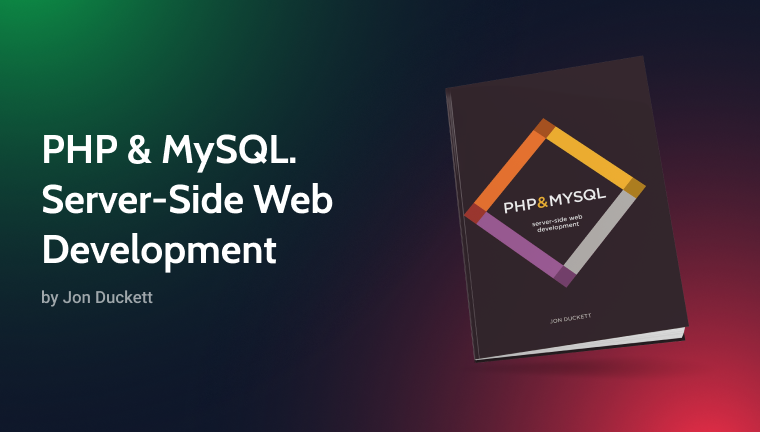 PHP & MySQL.
Server-Side Web
Development
by Jon Duckett
PHP&MYSQL
server-side web
development
JON DUCKETT